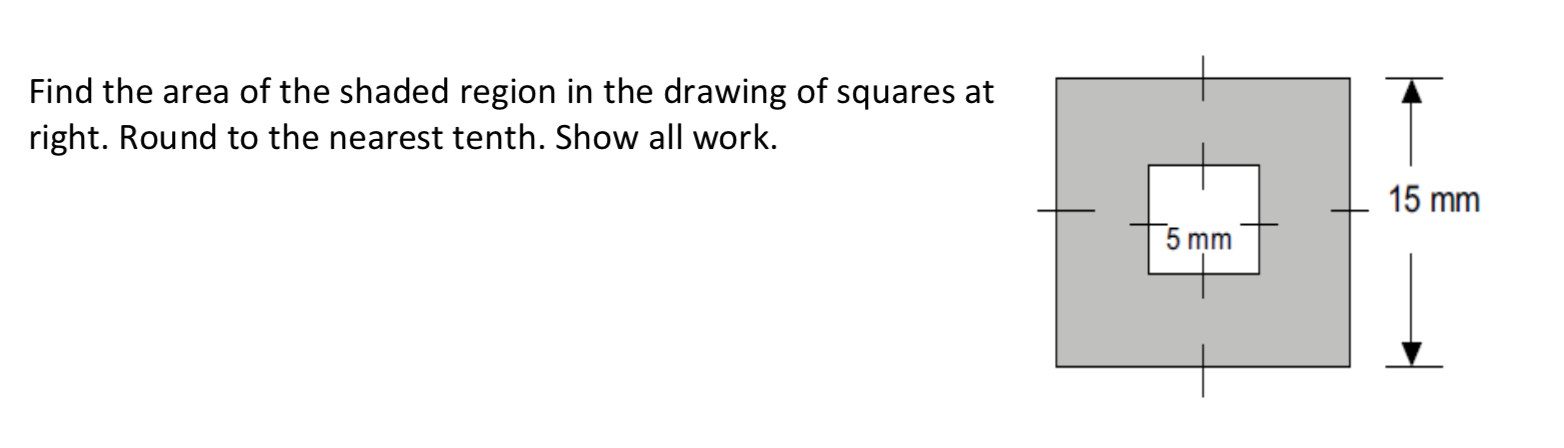 Find the area of the shaded region in the drawing of squares at
right. Round to the nearest tenth. Show all work.
15 mm
5 mm